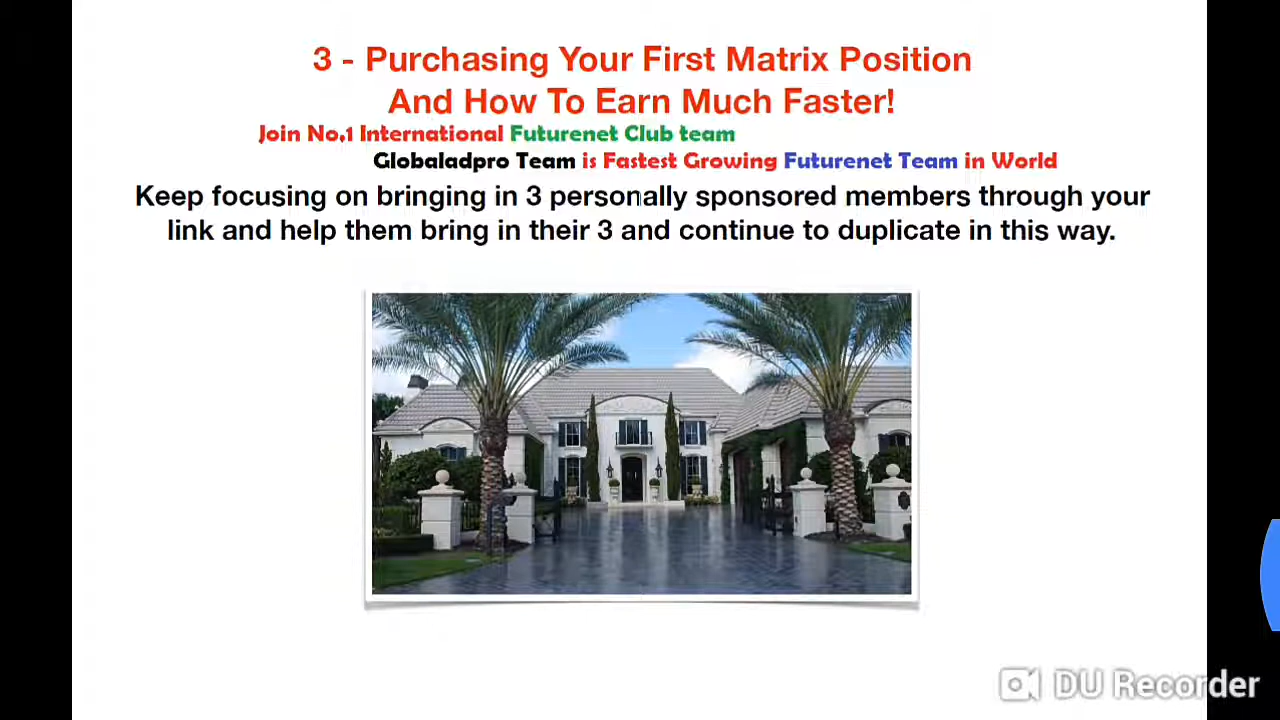 3 - Purchasing Your First Matrix Position
And How To Earn Much Faster!
Join No.1 International Futurenet Club team
Globaladpro Team is Fastest Growing Futurenet Team in World
Keep focusing on bringing in 3 personally sponsored members through your
link and help them bring in their 3 and continue to duplicate in this way.
DU Recorder